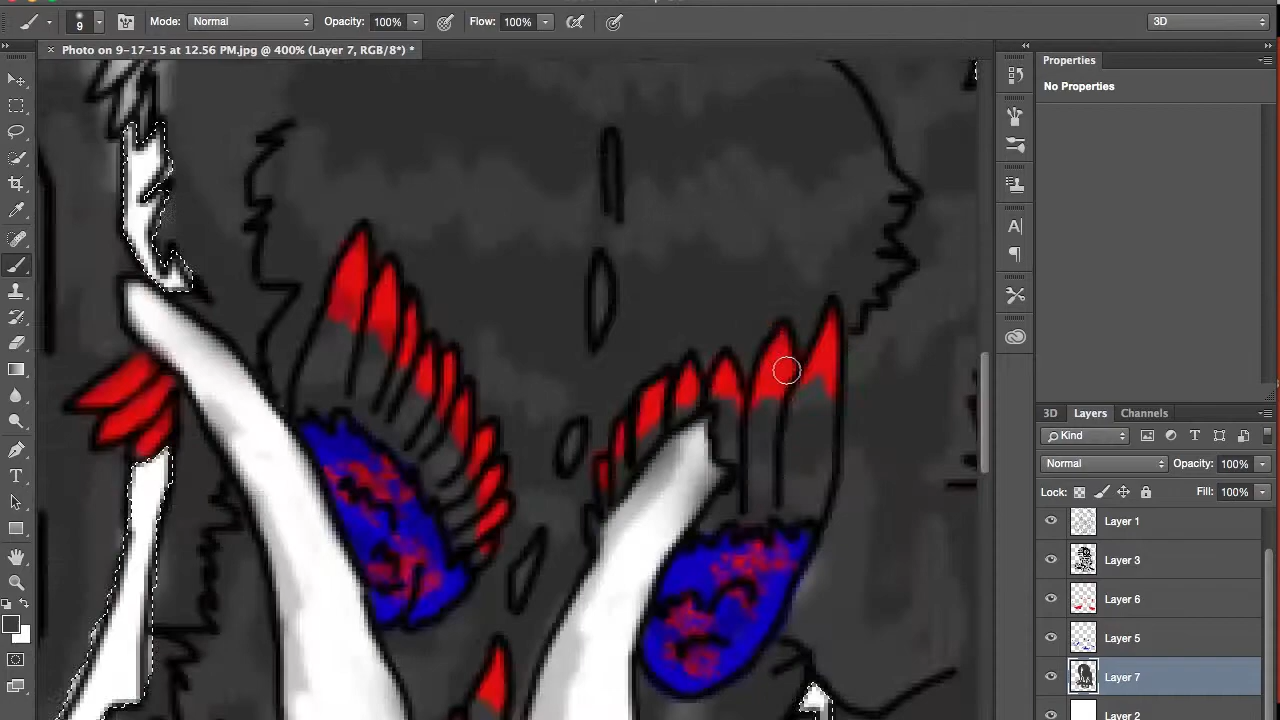 9 Mode: Normal Opacity: 100% Flow: 100% 3D
× Photo on 9-17-15 at 12.56 PM.jpg @ 400% (Layer 7, RGB/8*) *
Properties
No Properties
3D Layers Channels
Kind
Normal Opacity: 100%
Lock: Fill: 100%
Layer 1
Layer 3
Layer 6
Layer 5
Layer 7
Layer 2